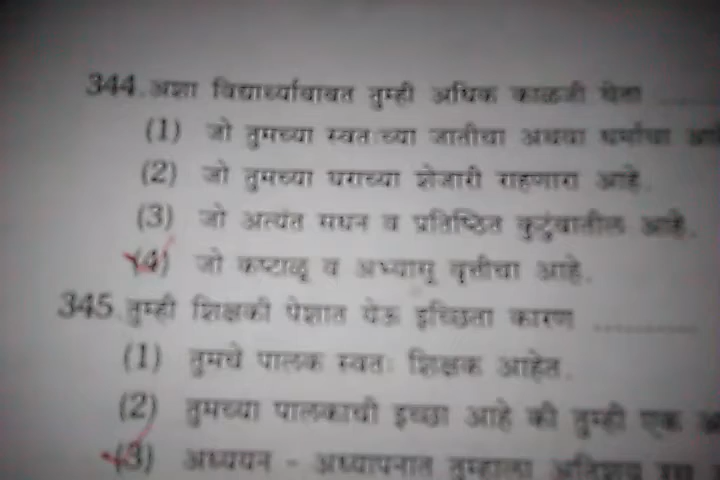 344. अशा विद्यार्थ्याबाबत तुम्ही अधिक काळजी घेता ..........
(1) जो तुमच्या स्वतःच्या जातीचा अथवा धर्माचा
(2) जो तुमच्या घराच्या शेजारी राहणारा आहे.
(3) जो अत्यंत सधन व प्रतिष्ठित कुटुंबातील आहे.
(4) जो कष्टाळू व अभ्यासू वृत्तीचा आहे.
345. तुम्ही शिक्षकी पेशात येऊ इच्छिता कारण ..........
(1) तुमचे पालक स्वतः शिक्षक आहेत.
(2) तुमच्या पालकाची इच्छा आहे की तुम्ही एक
(3) अध्ययन - अध्यापनात तुम्हाला अतिशय